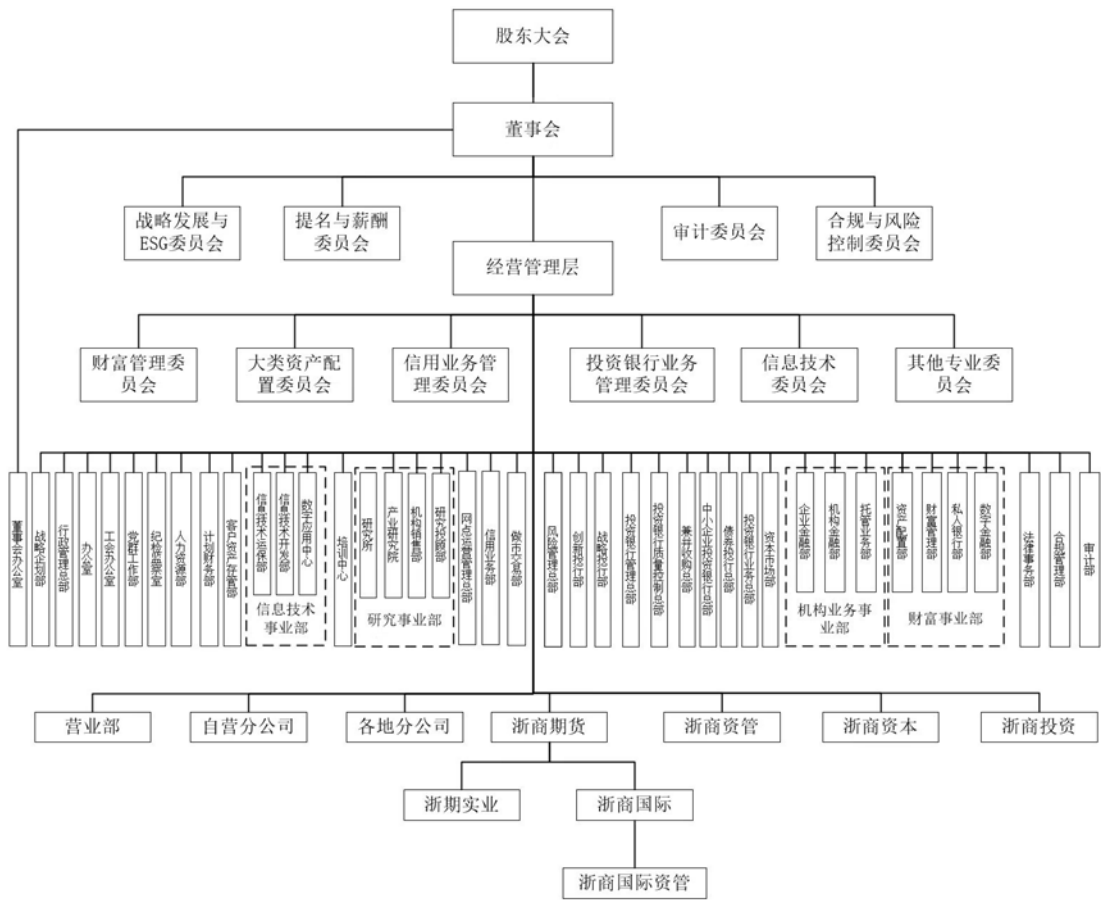 股东大会
董事会
战略发展与
ESG委员会
提名与薪酬
委员会
审计委员会
合规与风险
控制委员会
经营管理层
财富管理委
员会
大类资产配
置委员会
信用业务管
理委员会
投资银行业务
管理委员会
信息技术
委员会
其他专业委
员会
董事会办公室
战略企划部
行政管理总部
办公室
工会办公室
党群工作部
纪检监察室
人力资源部
计划财务部
客户资产存管部
信息技术运保部
信息技术开发部
数字应用中心
信息技术
事业部
培训中心
研究所
产业研究院
机构销售部
研究投顾部
研究事业部
网点运营管理总部
信用业务部
做市交易部
风险管理总部
创新投行部
战略投行部
投资银行管理总部
投资银行质量控制总部
兼并收购总部
中小企业投资银行总部
债券投行总部
投资银行业务总部
资本市场部
企业金融部
机构金融部
托管业务部
机构业务事
业部
资产配置部
财富管理部
私人银行部
数字金融部
财富事业部
法律事务部
合规管理部
审计部
营业部
自营分公司
各地分公司
浙商期货
浙商资管
浙商资本
浙商投资
浙期实业
浙商国际
浙商国际资管